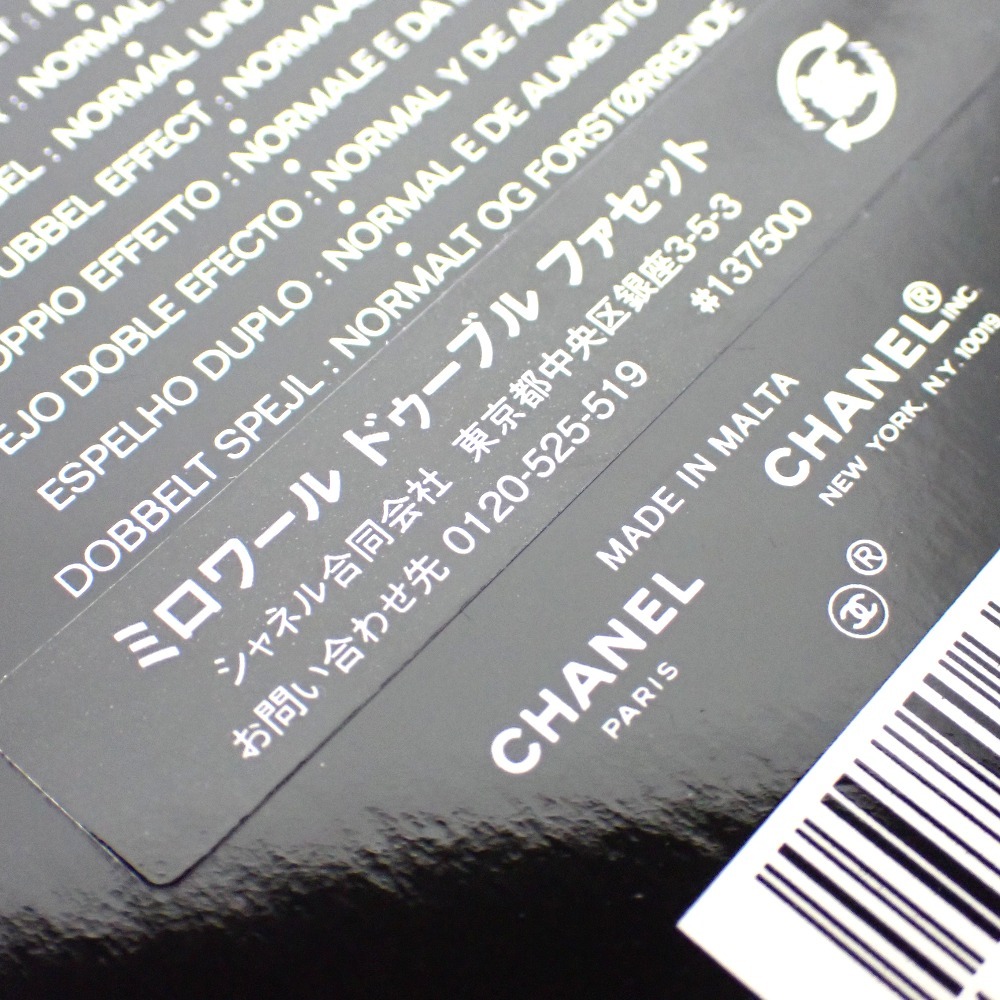 : NORMAL
: NORMAL UND
DUBBEL EFFECT : NORMAAL
DOPPIO EFFETTO : NORMALE E DA
EJO DOBLE EFECTO : NORMAL Y DE AU
ESPELHO DUPLO : NORMAL E DE AUMENTO
DOBBELT SPEJL : NORMALT OG FORSTØRRENDE
ミロワール ドゥーブル ファセット
シャネル合同会社 東京都中央区銀座3-5-3
お問い合わせ先 0120-525-519 #137500
MADE IN MALTA
CHANEL
PARIS
CHANEL® INC.
NEW YORK, N.Y. 10019
®